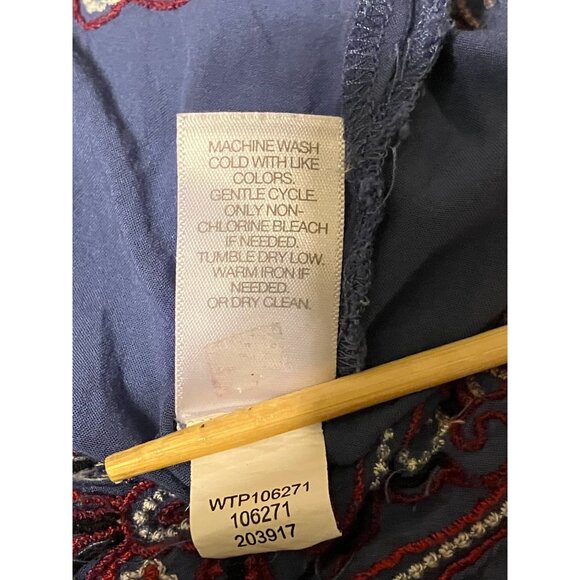 MACHINE WASH
COLD WITH LIKE
COLORS.
GENTLE CYCLE.
ONLY NON-
CHLORINE BLEACH
IF NEEDED.
TUMBLE DRY LOW.
WARM IRON IF
NEEDED.
OR DRY CLEAN.
WTP106271
106271
203917